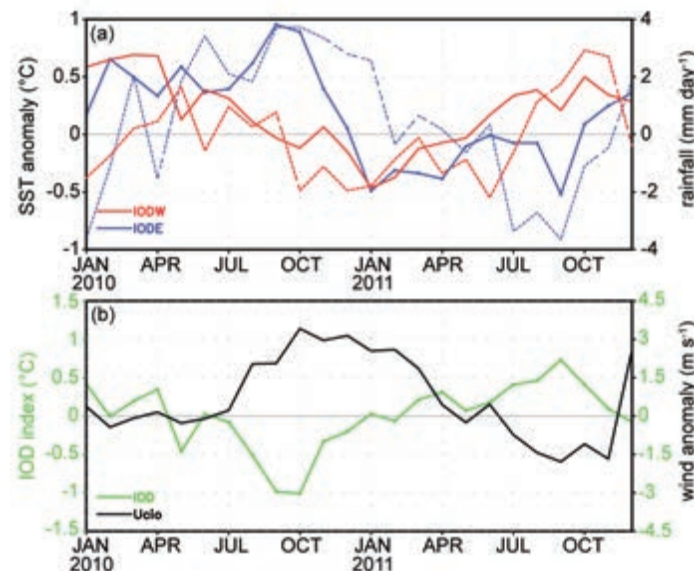 (a)
SST anomaly (°C)
1
0.5
0
-0.5
-1
4
2
0
-2
-4
rainfall (mm day⁻¹)
IODW
IODE
JAN APR JUL OCT JAN APR JUL OCT
2010 2011
(b)
IOD index (°C)
1.5
1
0.5
0
-0.5
-1
-1.5
4.5
3
1.5
0
-1.5
-3
-4.5
wind anomaly (m s⁻¹)
IOD
Ucio
JAN APR JUL OCT JAN APR JUL OCT
2010 2011